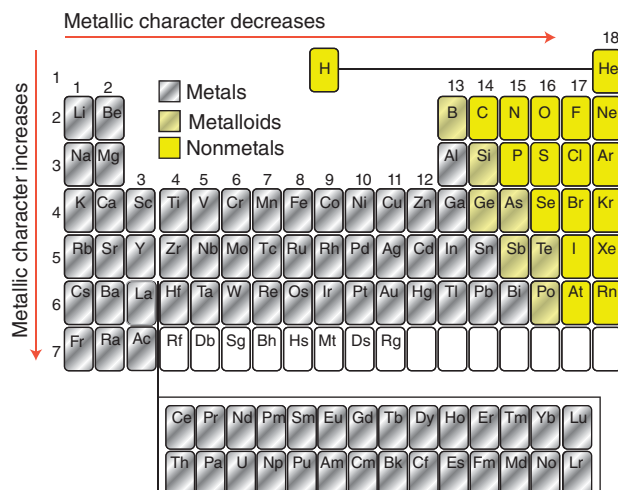 Metallic character decreases
18
H He
1
1 2 13 14 15 16 17
Metals
Metalloids
Nonmetals
Metallic character increases
2 Li Be B C N O F Ne
3 Na Mg Al Si P S Cl Ar
3 4 5 6 7 8 9 10 11 12
4 K Ca Sc Ti V Cr Mn Fe Co Ni Cu Zn Ga Ge As Se Br Kr
5 Rb Sr Y Zr Nb Mo Tc Ru Rh Pd Ag Cd In Sn Sb Te I Xe
6 Cs Ba La Hf Ta W Re Os Ir Pt Au Hg Tl Pb Bi Po At Rn
7 Fr Ra Ac Rf Db Sg Bh Hs Mt Ds Rg
Ce Pr Nd Pm Sm Eu Gd Tb Dy Ho Er Tm Yb Lu
Th Pa U Np Pu Am Cm Bk Cf Es Fm Md No Lr